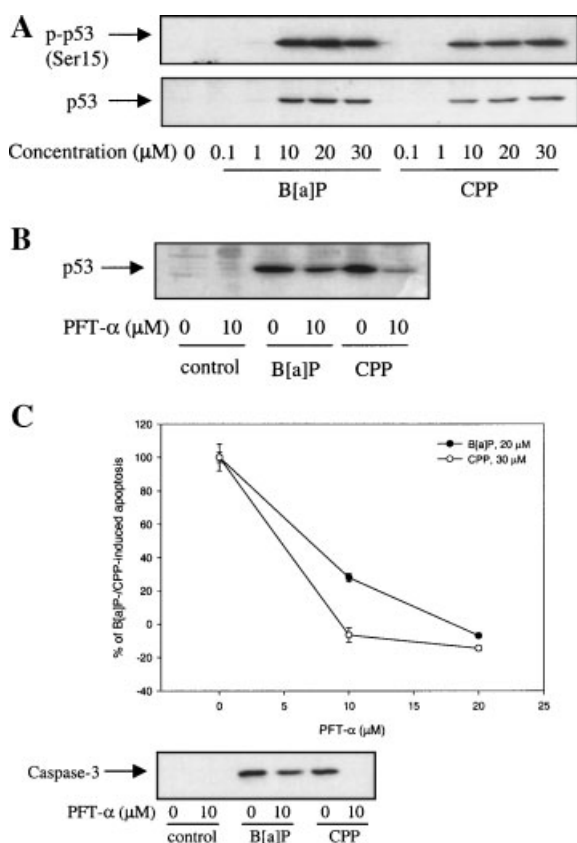 A
p-p53
(Ser15)
p53
Concentration (µM) 0 0.1 1 10 20 30 0.1 1 10 20 30
B[a]P CPP
B
p53
PFT-α (µM) 0 10 0 10 0 10
control B[a]P CPP
C
% of B[a]P-/CPP-induced apoptosis
120
100
80
60
40
20
0
-20
-40
B[a]P, 20 µM
CPP, 30 µM
0 5 10 15 20 25
PFT-α (µM)
Caspase-3
PFT-α 0 10 0 10 0 10
(µM)
control B[a]P CPP